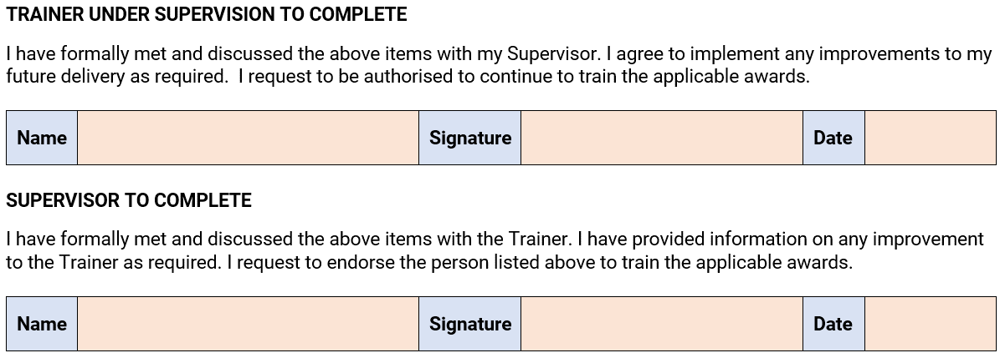 TRAINER UNDER SUPERVISION TO COMPLETE
I have formally met and discussed the above items with my Supervisor. I agree to implement any improvements to my
future delivery as required.  I request to be authorised to continue to train the applicable awards.
Name Signature Date
SUPERVISOR TO COMPLETE
I have formally met and discussed the above items with the Trainer. I have provided information on any improvement
to the Trainer as required. I request to endorse the person listed above to train the applicable awards.
Name Signature Date